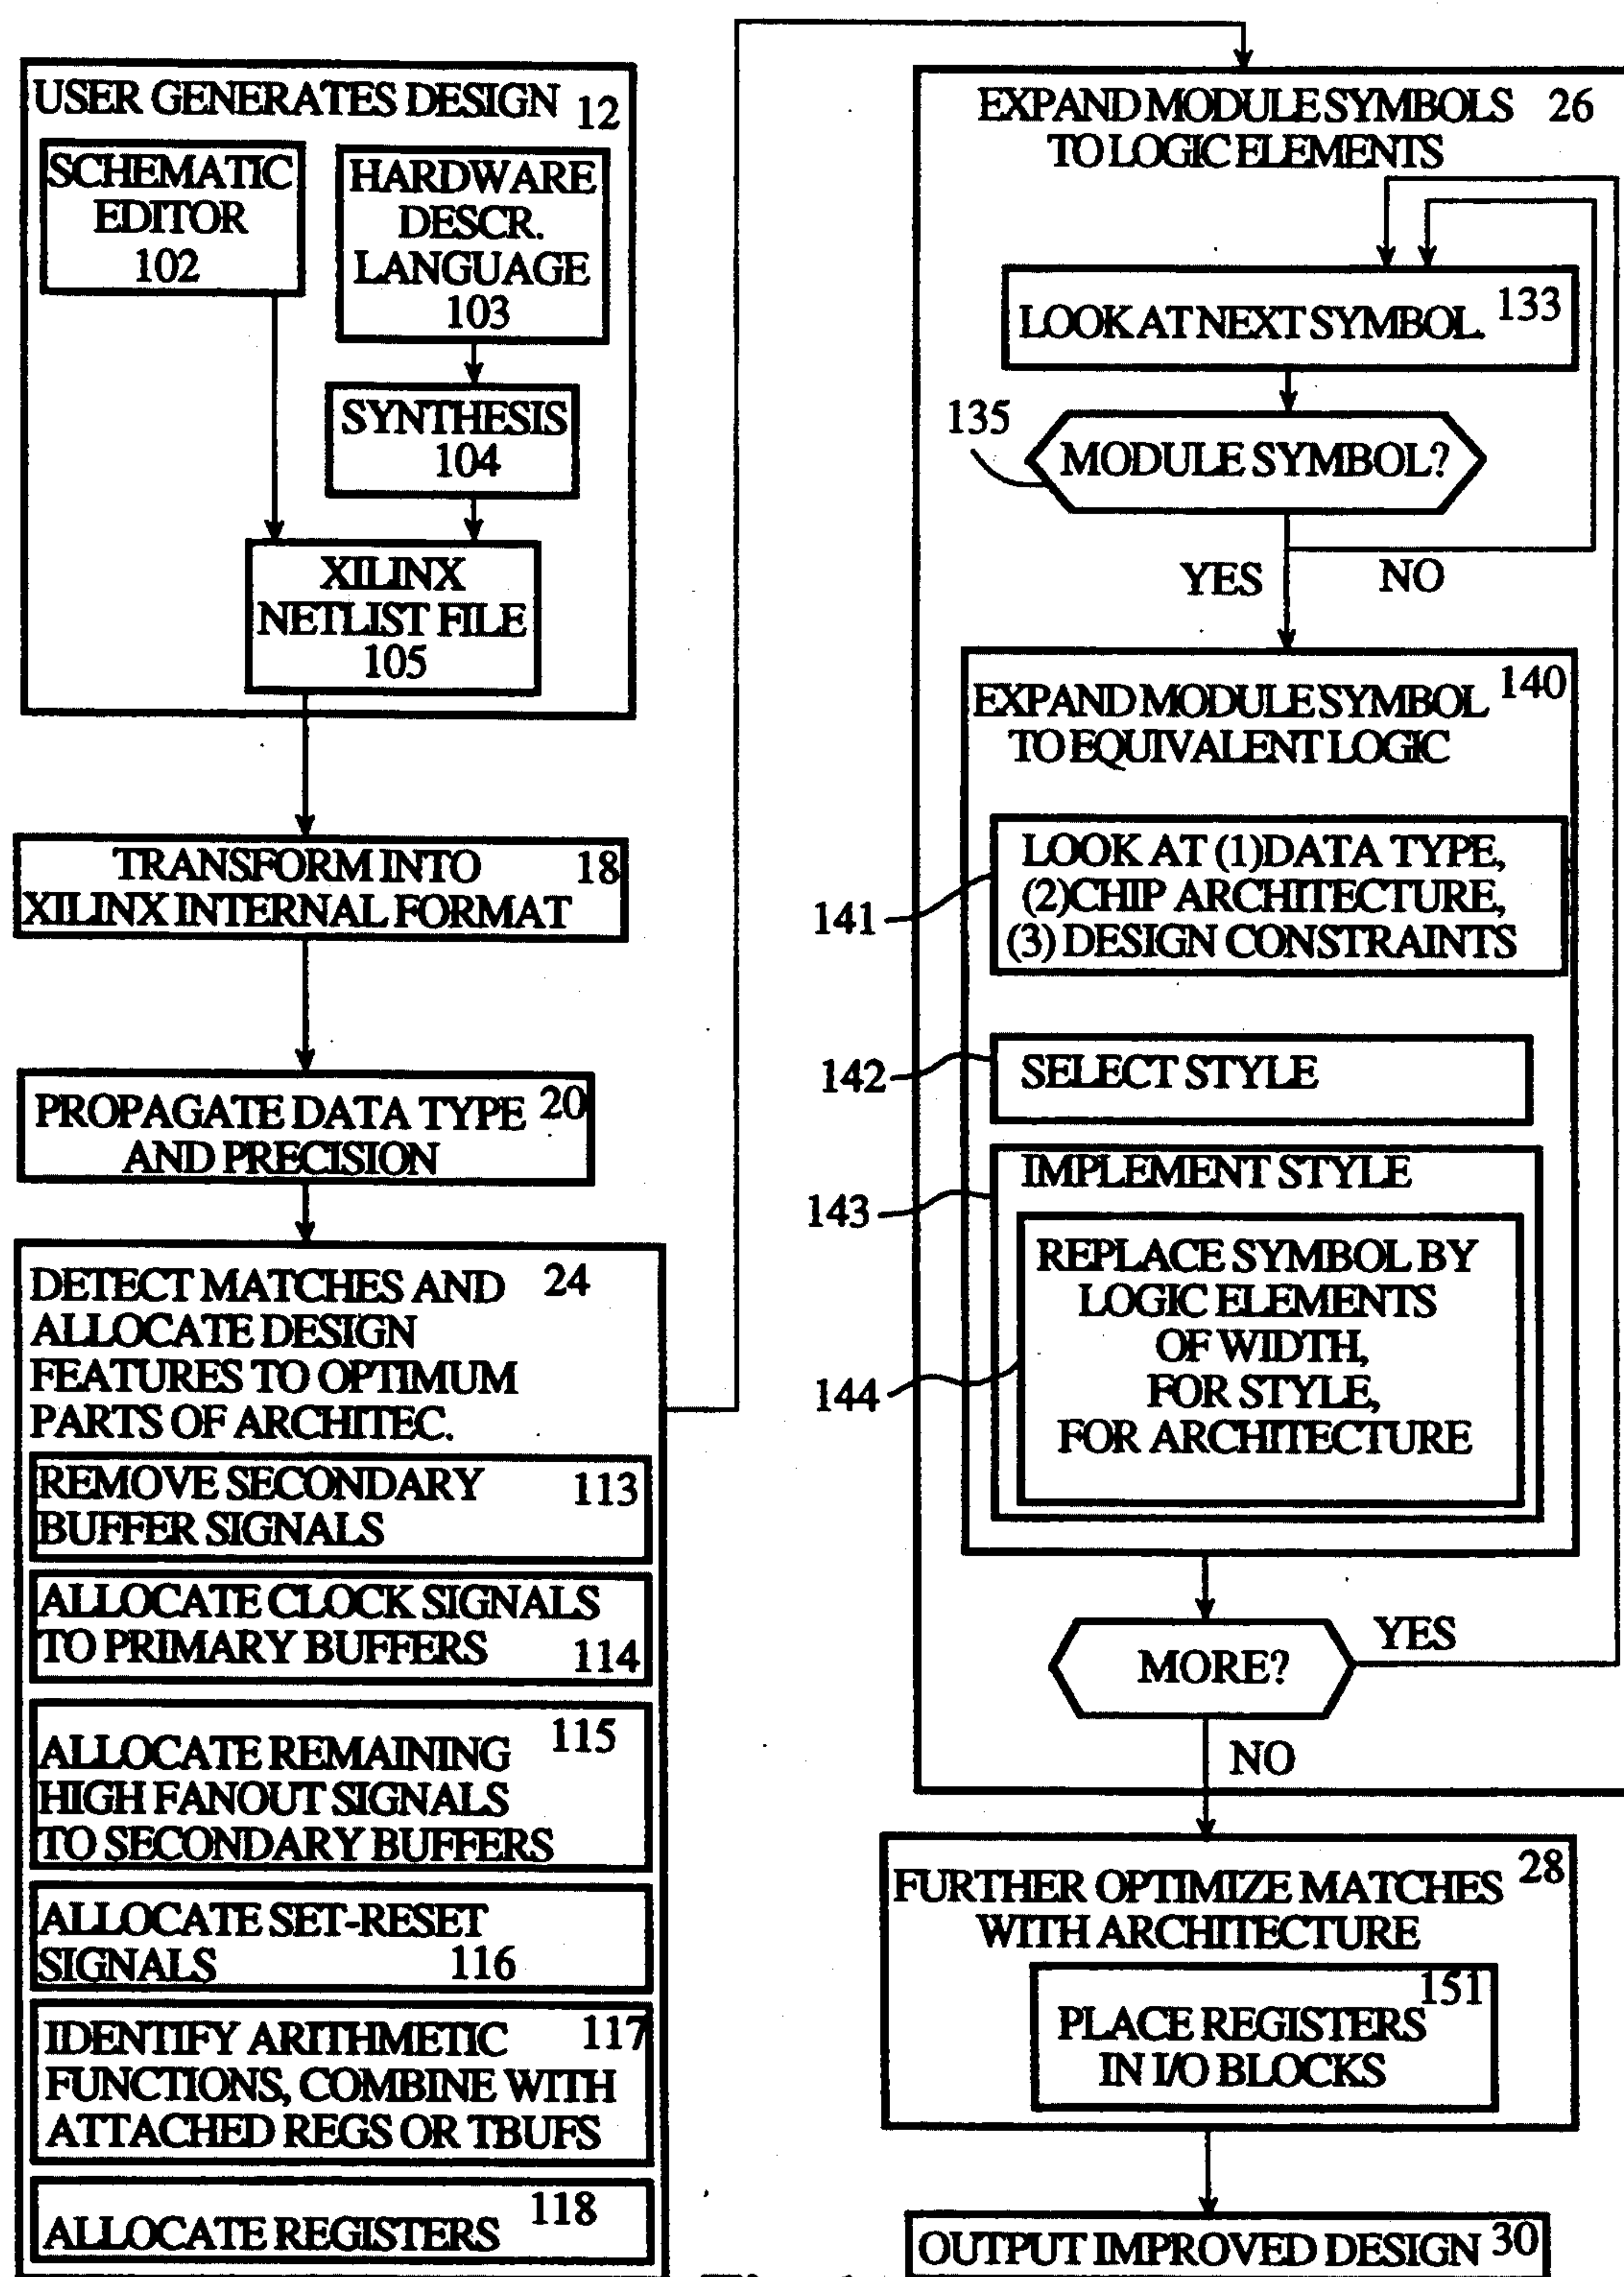 USER GENERATES DESIGN 12
SCHEMATIC
EDITOR
102
HARDWARE
DESCR.
LANGUAGE
103
SYNTHESIS
104
XILINX
NETLIST FILE
105
TRANSFORM INTO 18
XILINX INTERNAL FORMAT
PROPAGATE DATA TYPE 20
AND PRECISION
DETECT MATCHES AND 24
ALLOCATE DESIGN
FEATURES TO OPTIMUM
PARTS OF ARCHITEC.
REMOVE SECONDARY 113
BUFFER SIGNALS
ALLOCATE CLOCK SIGNALS
TO PRIMARY BUFFERS 114
ALLOCATE REMAINING 115
HIGH FANOUT SIGNALS
TO SECONDARY BUFFERS
ALLOCATE SET-RESET
SIGNALS 116
IDENTIFY ARITHMETIC 117
FUNCTIONS, COMBINE WITH
ATTACHED REGS OR TBUFS
ALLOCATE REGISTERS 118
EXPAND MODULE SYMBOLS 26
TO LOGIC ELEMENTS
LOOK AT NEXT SYMBOL. 133
135
MODULE SYMBOL?
YES NO
EXPAND MODULE SYMBOL 140
TO EQUIVALENT LOGIC
LOOK AT (1)DATA TYPE,
(2)CHIP ARCHITECTURE,
(3) DESIGN CONSTRAINTS
141
SELECT STYLE
142
IMPLEMENT STYLE
143
REPLACE SYMBOL BY
LOGIC ELEMENTS
OF WIDTH,
FOR STYLE,
FOR ARCHITECTURE
144
MORE? YES
NO
FURTHER OPTIMIZE MATCHES 28
WITH ARCHITECTURE
151
PLACE REGISTERS
IN I/O BLOCKS
OUTPUT IMPROVED DESIGN 30